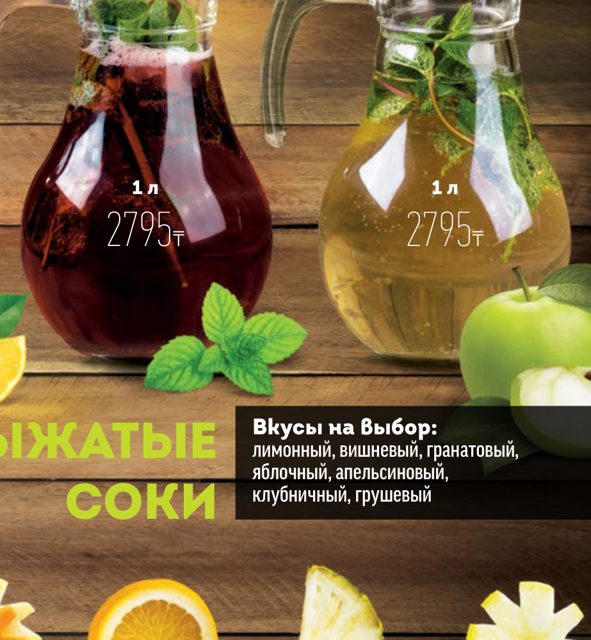 1 л
2795₸
1 л
2795₸
Вкусы на выбор:
лимонный, вишневый, гранатовый,
яблочный, апельсиновый,
клубничный, грушевый
ЫЖАТЫЕ
СОКИ